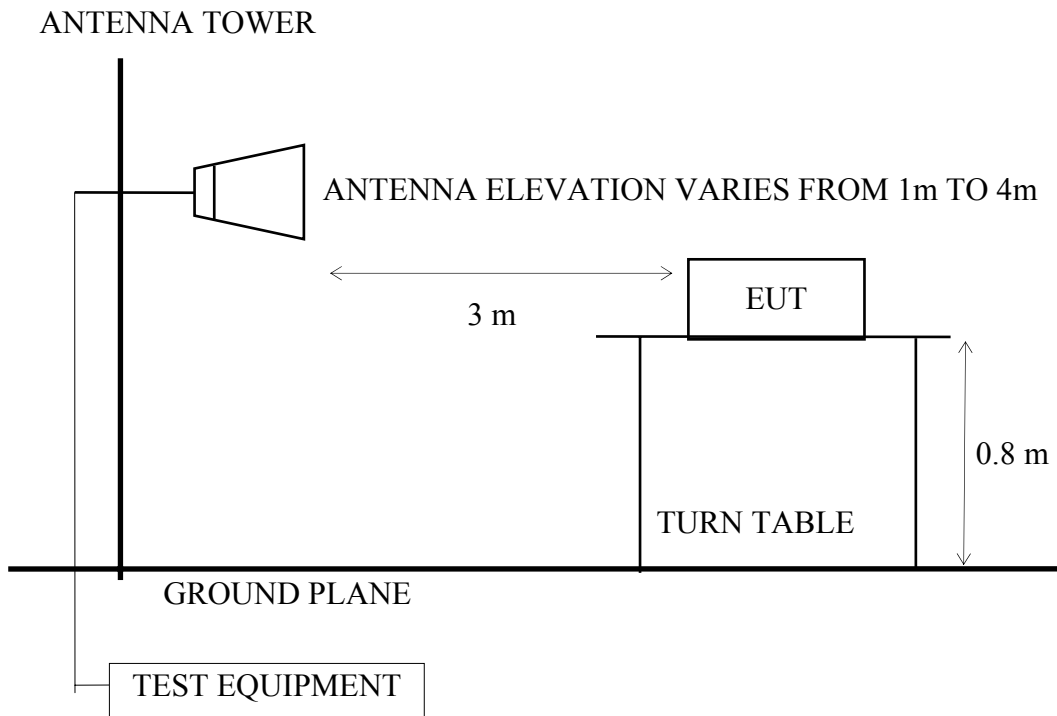 ANTENNA TOWER
ANTENNA ELEVATION VARIES FROM 1m TO 4m
EUT
3 m
0.8 m
TURN TABLE
GROUND PLANE
TEST EQUIPMENT